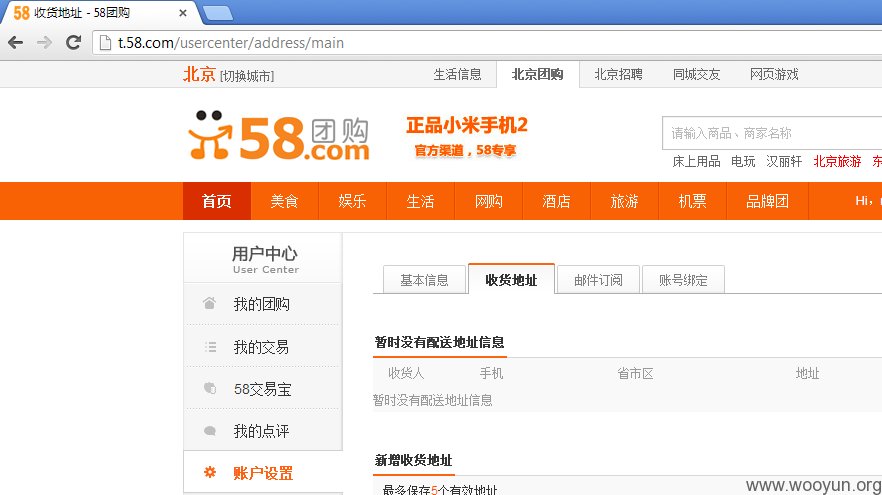 58 收货地址 - 58团购
t.58.com/usercenter/address/main
北京 [切换城市] 生活信息 北京团购 北京招聘 同城交友 网页游戏
58.com 团购 正品小米手机2 请输入商品、商家名称
官方渠道，58专享 床上用品 电玩 汉丽轩 北京旅游 东
首页 美食 娱乐 生活 网购 酒店 旅游 机票 品牌团 Hi，
用户中心
User Center
基本信息 收货地址 邮件订阅 账号绑定
我的团购
我的交易
58交易宝
我的点评
账户设置
暂时没有配送地址信息
收货人 手机 省市区 地址
暂时没有配送地址信息
新增收货地址
最多保存5个有效地址
www.wooyun.org